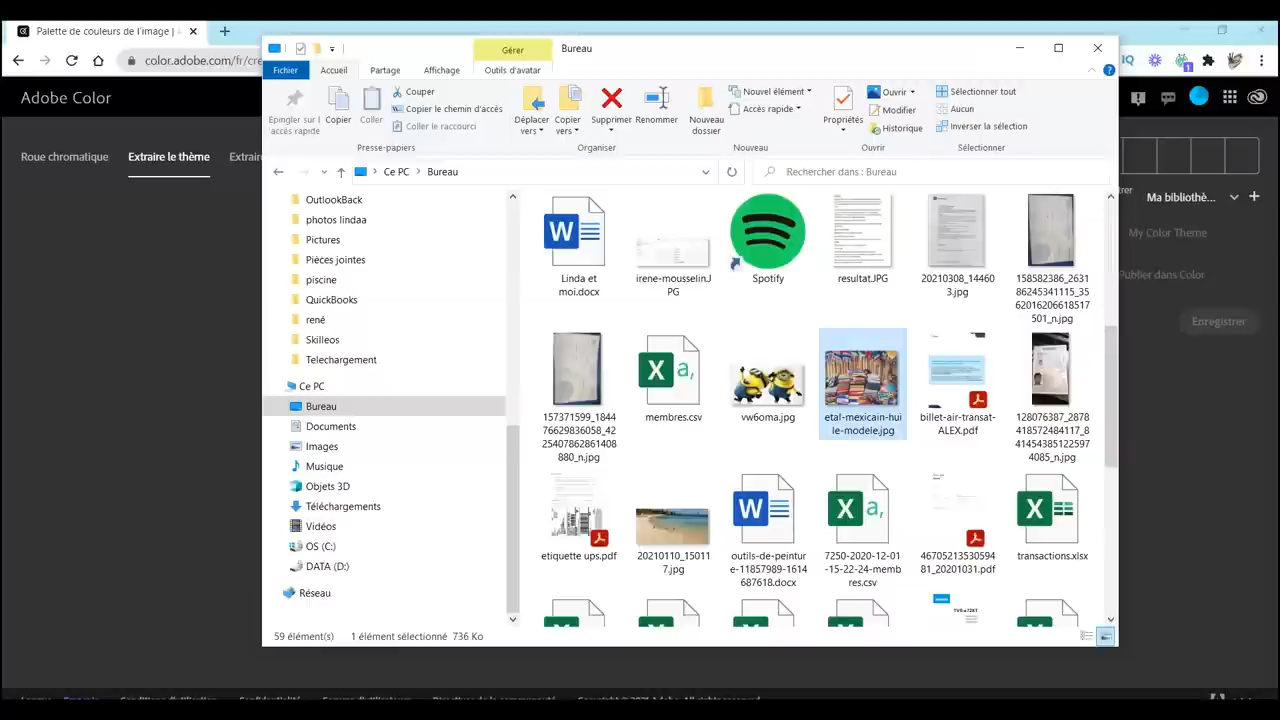 Palette de couleurs de l'image |
color.adobe.com/fr/cre
Adobe Color
Roue chromatique
Extraire le thème
Extraire
Gérer
Bureau
Fichier
Accueil
Partage
Affichage
Outils d'avatar
Épingler sur l'
accès rapide
Copier
Coller
Couper
Copier le chemin d'accès
Coller le raccourci
Presse-papiers
Déplacer
vers
Copier
vers
Supprimer
Renommer
Organiser
Nouveau
dossier
Nouvel élément
Accès rapide
Nouveau
Propriétés
Ouvrir
Modifier
Historique
Ouvrir
Sélectionner tout
Aucun
Inverser la sélection
Sélectionner
Ce PC
Bureau
Rechercher dans : Bureau
OutlookBack
photos lindaa
Pictures
Pièces jointes
piscine
QuickBooks
rené
Skilleos
Telechargement
Ce PC
Bureau
Documents
Images
Musique
Objets 3D
Téléchargements
Vidéos
OS (C:)
DATA (D:)
Réseau
Linda et
moi.docx
irene-mousselin.J
PG
Spotify
resultat.JPG
20210308_14460
3.jpg
158582386_2631
86245341115_35
62016206618517
501_n.jpg
157371599_1844
76629836058_42
25407862861408
880_n.jpg
membres.csv
vw6oma.jpg
etal-mexicain-hui
le-modele.jpg
billet-air-transat-
ALEX.pdf
128076387_2878
418572484117_8
41454385122597
4085_n.jpg
etiquette ups.pdf
20210110_15011
7.jpg
outils-de-peintur
e-11857989-1614
687618.docx
7250-2020-12-01
-15-22-24-memb
res.csv
46705213530594
81_20201031.pdf
transactions.xlsx
59 élément(s)
1 élément sélectionné
736 Ko
IQ
1
trer
Ma bibliothè...
My Color Theme
Publier dans Color
Enregistrer